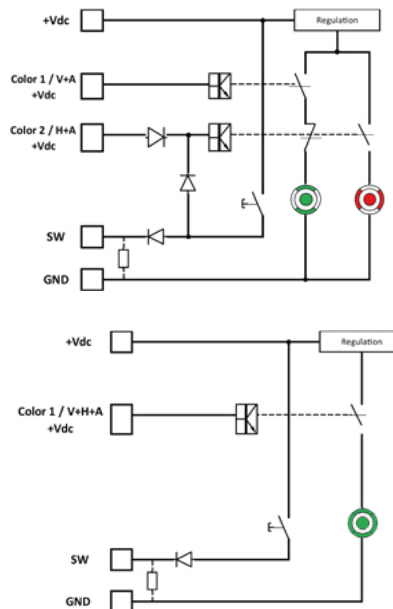 +Vdc
Regulation
Color 1 / V+A
+Vdc
Color 2 / H+A
+Vdc
SW
GND
+Vdc
Regulation
Color 1 / V+H+A
+Vdc
SW
GND